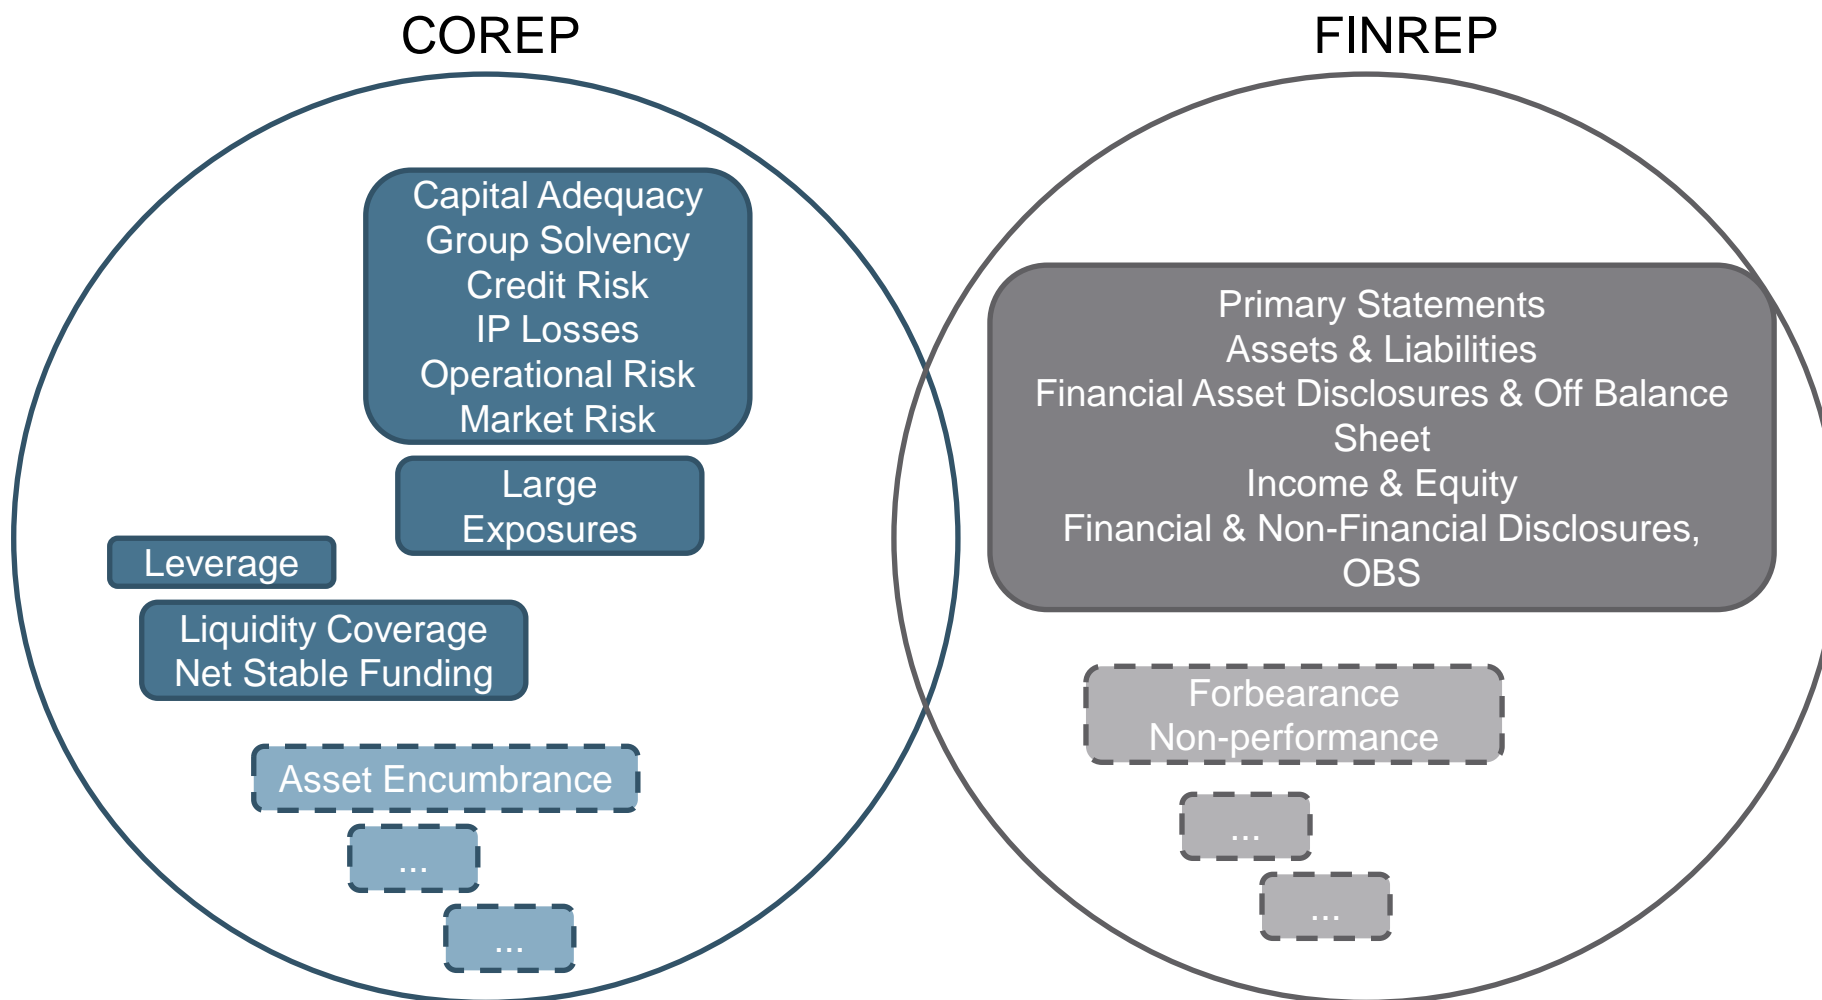 COREP
FINREP
Capital Adequacy
Group Solvency
Credit Risk
IP Losses
Operational Risk
Market Risk
Large
Exposures
Leverage
Liquidity Coverage
Net Stable Funding
Asset Encumbrance
...
...
Primary Statements
Assets & Liabilities
Financial Asset Disclosures & Off Balance
Sheet
Income & Equity
Financial & Non-Financial Disclosures,
OBS
Forbearance
Non-performance
...
...